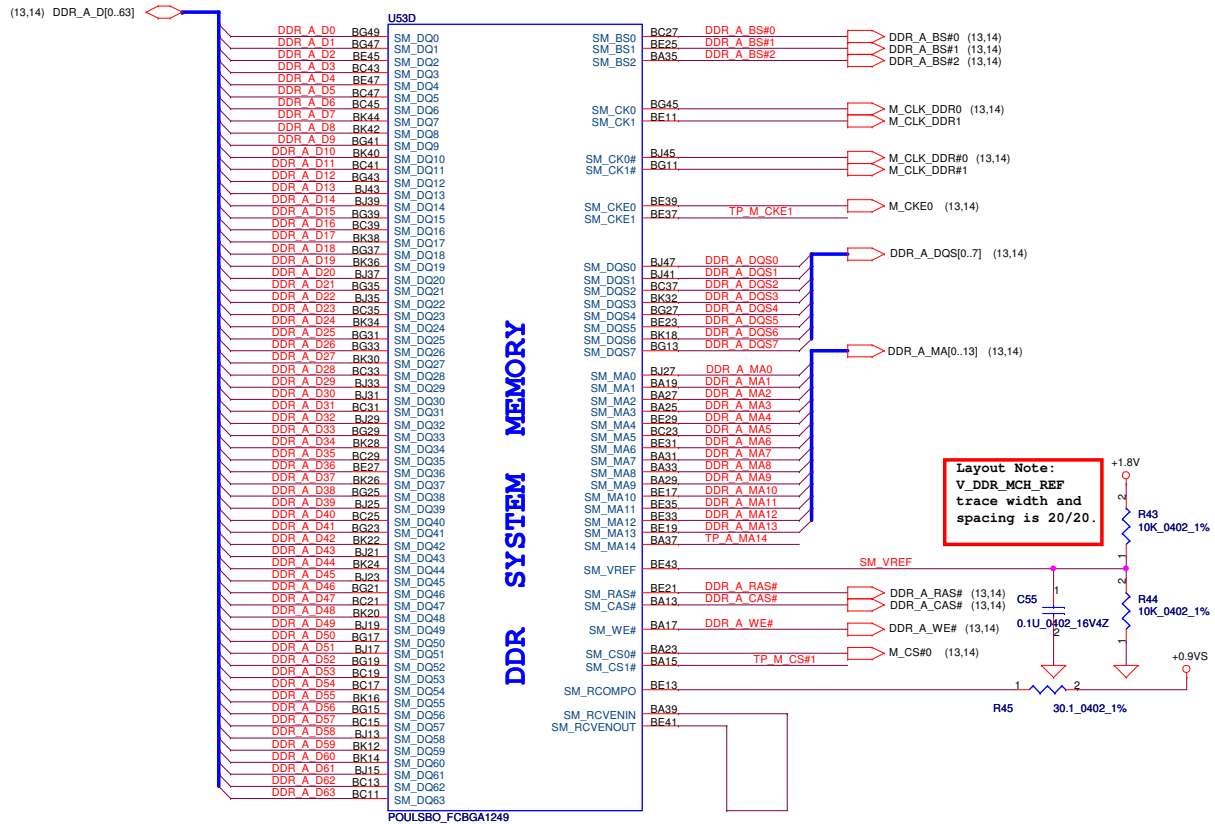 (13,14) DDR_A_D[0..63]
U53D
DDR_A_D0 BG49 SM_DQ0
DDR_A_D1 BG47 SM_DQ1
DDR_A_D2 BE45 SM_DQ2
DDR_A_D3 BC43 SM_DQ3
DDR_A_D4 BE47 SM_DQ4
DDR_A_D5 BC47 SM_DQ5
DDR_A_D6 BC45 SM_DQ6
DDR_A_D7 BK44 SM_DQ7
DDR_A_D8 BK42 SM_DQ8
DDR_A_D9 BG41 SM_DQ9
DDR_A_D10 BK40 SM_DQ10
DDR_A_D11 BC41 SM_DQ11
DDR_A_D12 BG43 SM_DQ12
DDR_A_D13 BJ43 SM_DQ13
DDR_A_D14 BJ39 SM_DQ14
DDR_A_D15 BG39 SM_DQ15
DDR_A_D16 BC39 SM_DQ16
DDR_A_D17 BK38 SM_DQ17
DDR_A_D18 BG37 SM_DQ18
DDR_A_D19 BK36 SM_DQ19
DDR_A_D20 BJ37 SM_DQ20
DDR_A_D21 BG35 SM_DQ21
DDR_A_D22 BJ35 SM_DQ22
DDR_A_D23 BC35 SM_DQ23
DDR_A_D24 BK34 SM_DQ24
DDR_A_D25 BG31 SM_DQ25
DDR_A_D26 BG33 SM_DQ26
DDR_A_D27 BK30 SM_DQ27
DDR_A_D28 BC33 SM_DQ28
DDR_A_D29 BJ33 SM_DQ29
DDR_A_D30 BJ31 SM_DQ30
DDR_A_D31 BC31 SM_DQ31
DDR_A_D32 BJ29 SM_DQ32
DDR_A_D33 BG29 SM_DQ33
DDR_A_D34 BK28 SM_DQ34
DDR_A_D35 BC29 SM_DQ35
DDR_A_D36 BE27 SM_DQ36
DDR_A_D37 BK26 SM_DQ37
DDR_A_D38 BG25 SM_DQ38
DDR_A_D39 BJ25 SM_DQ39
DDR_A_D40 BC25 SM_DQ40
DDR_A_D41 BG23 SM_DQ41
DDR_A_D42 BK22 SM_DQ42
DDR_A_D43 BJ21 SM_DQ43
DDR_A_D44 BK24 SM_DQ44
DDR_A_D45 BJ23 SM_DQ45
DDR_A_D46 BG21 SM_DQ46
DDR_A_D47 BC21 SM_DQ47
DDR_A_D48 BK20 SM_DQ48
DDR_A_D49 BJ19 SM_DQ49
DDR_A_D50 BG17 SM_DQ50
DDR_A_D51 BJ17 SM_DQ51
DDR_A_D52 BG19 SM_DQ52
DDR_A_D53 BC19 SM_DQ53
DDR_A_D54 BC17 SM_DQ54
DDR_A_D55 BK16 SM_DQ55
DDR_A_D56 BG15 SM_DQ56
DDR_A_D57 BC15 SM_DQ57
DDR_A_D58 BJ13 SM_DQ58
DDR_A_D59 BK12 SM_DQ59
DDR_A_D60 BK14 SM_DQ60
DDR_A_D61 BJ15 SM_DQ61
DDR_A_D62 BC13 SM_DQ62
DDR_A_D63 BC11 SM_DQ63
POULSBO_FCBGA1249
DDR SYSTEM MEMORY
SM_BS0 BC27 DDR_A_BS#0 DDR_A_BS#0 (13,14)
SM_BS1 BE25 DDR_A_BS#1 DDR_A_BS#1 (13,14)
SM_BS2 BA35 DDR_A_BS#2 DDR_A_BS#2 (13,14)
SM_CK0 BG45 M_CLK_DDR0 (13,14)
SM_CK1 BE11 M_CLK_DDR1
SM_CK0# BJ45 M_CLK_DDR#0 (13,14)
SM_CK1# BG11 M_CLK_DDR#1
SM_CKE0 BE39 M_CKE0 (13,14)
SM_CKE1 BE37 TP_M_CKE1
DDR_A_DQS[0..7] (13,14)
SM_DQS0 BJ47 DDR_A_DQS0
SM_DQS1 BJ41 DDR_A_DQS1
SM_DQS2 BC37 DDR_A_DQS2
SM_DQS3 BK32 DDR_A_DQS3
SM_DQS4 BG27 DDR_A_DQS4
SM_DQS5 BE23 DDR_A_DQS5
SM_DQS6 BK18 DDR_A_DQS6
SM_DQS7 BG13 DDR_A_DQS7
DDR_A_MA[0..13] (13,14)
SM_MA0 BJ27 DDR_A_MA0
SM_MA1 BA19 DDR_A_MA1
SM_MA2 BA27 DDR_A_MA2
SM_MA3 BA25 DDR_A_MA3
SM_MA4 BE29 DDR_A_MA4
SM_MA5 BC23 DDR_A_MA5
SM_MA6 BE31 DDR_A_MA6
SM_MA7 BA31 DDR_A_MA7
SM_MA8 BA33 DDR_A_MA8
SM_MA9 BA29 DDR_A_MA9
SM_MA10 BE17 DDR_A_MA10
SM_MA11 BE35 DDR_A_MA11
SM_MA12 BE33 DDR_A_MA12
SM_MA13 BE19 DDR_A_MA13
SM_MA14 BA37 TP_A_MA14
SM_VREF BE43 SM_VREF
SM_RAS# BE21 DDR_A_RAS# DDR_A_RAS# (13,14)
SM_CAS# BA13 DDR_A_CAS# DDR_A_CAS# (13,14)
SM_WE# BA17 DDR_A_WE# DDR_A_WE# (13,14)
SM_CS0# BA23 M_CS#0 (13,14)
SM_CS1# BA15 TP_M_CS#1
SM_RCOMPO BE13
SM_RCVENIN BA39
SM_RCVENOUT BE41
Layout Note:
V_DDR_MCH_REF
trace width and
spacing is 20/20.
+1.8V
2
R43
10K_0402_1%
1
2
R44
10K_0402_1%
1
1
C55
0.1U_0402_16V4Z
2
+0.9VS
1 2
R45 30.1_0402_1%